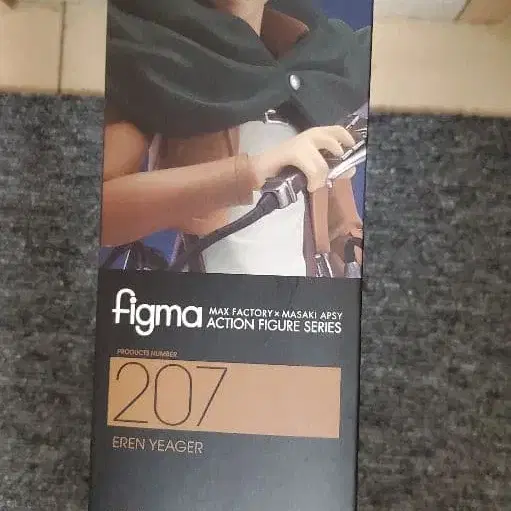 figma MAX FACTORY × MASAKI APSY
ACTION FIGURE SERIES
PRODUCTS NUMBER
207
EREN YEAGER